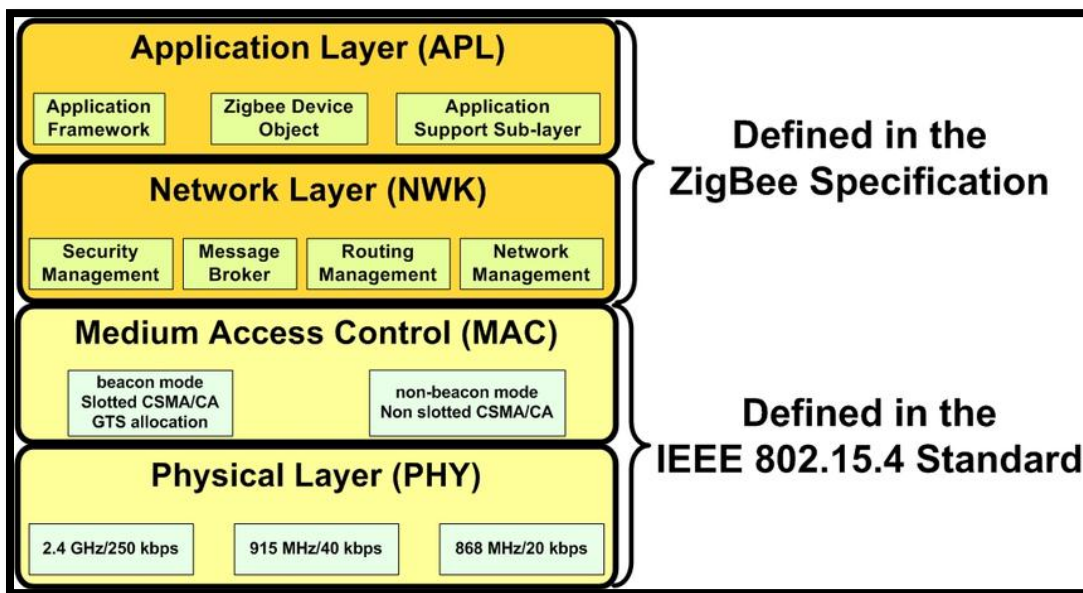 Application Layer (APL)
Application
Framework
Zigbee Device
Object
Application
Support Sub-layer
Network Layer (NWK)
Security
Management
Message
Broker
Routing
Management
Network
Management
Defined in the
ZigBee Specification
Medium Access Control (MAC)
beacon mode
Slotted CSMA/CA
GTS allocation
non-beacon mode
Non slotted CSMA/CA
Physical Layer (PHY)
2.4 GHz/250 kbps
915 MHz/40 kbps
868 MHz/20 kbps
Defined in the
IEEE 802.15.4 Standard